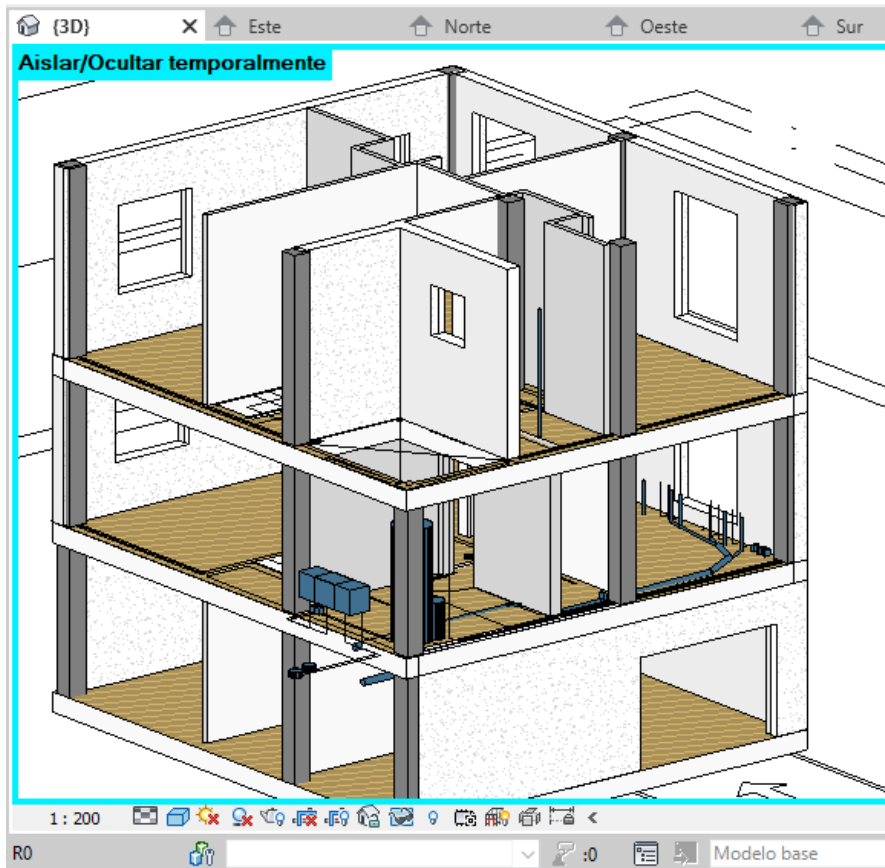 {3D}
Este
Norte
Oeste
Sur
Aislar/Ocultar temporalmente
1 : 200
R0
:0
Modelo base